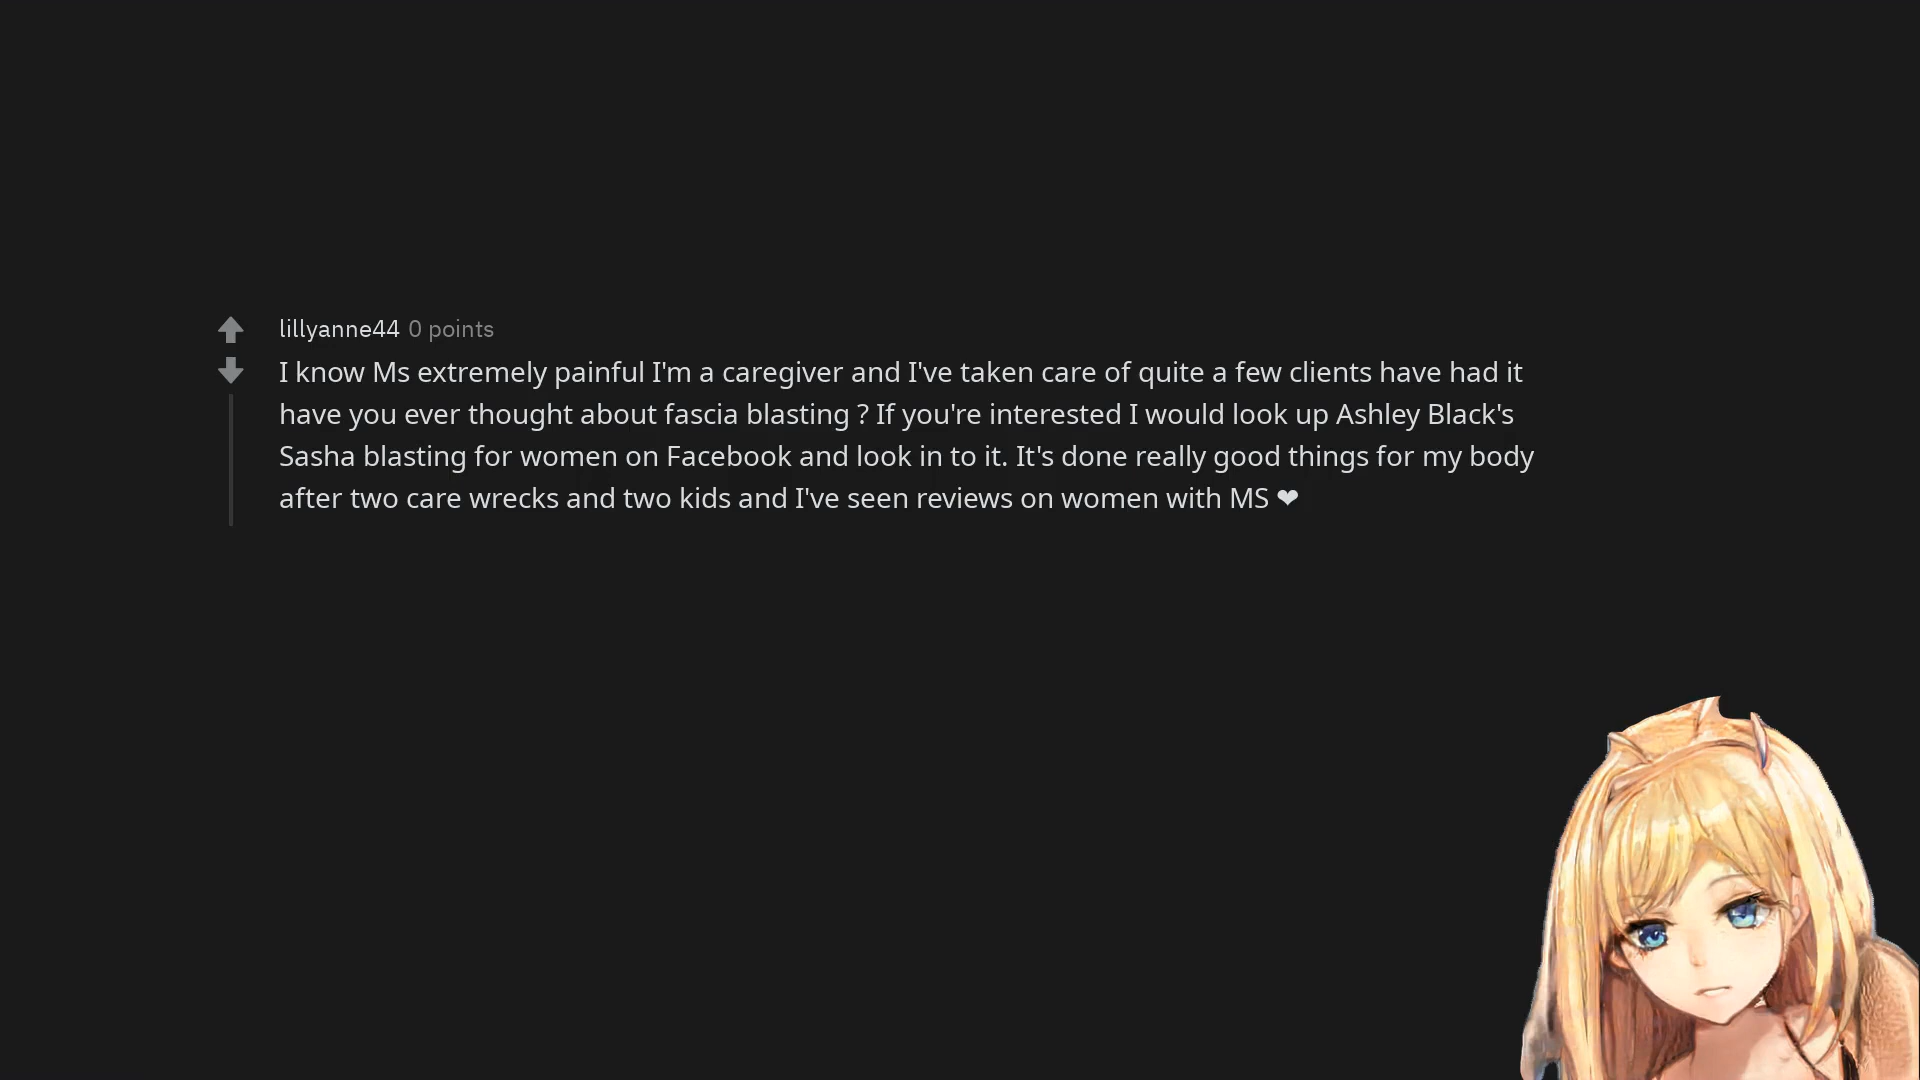 lillyanne44 0 points
I know Ms extremely painful I'm a caregiver and I've taken care of quite a few clients have had it
have you ever thought about fascia blasting ? If you're interested I would look up Ashley Black's
Sasha blasting for women on Facebook and look in to it. It's done really good things for my body
after two care wrecks and two kids and I've seen reviews on women with MS ❤